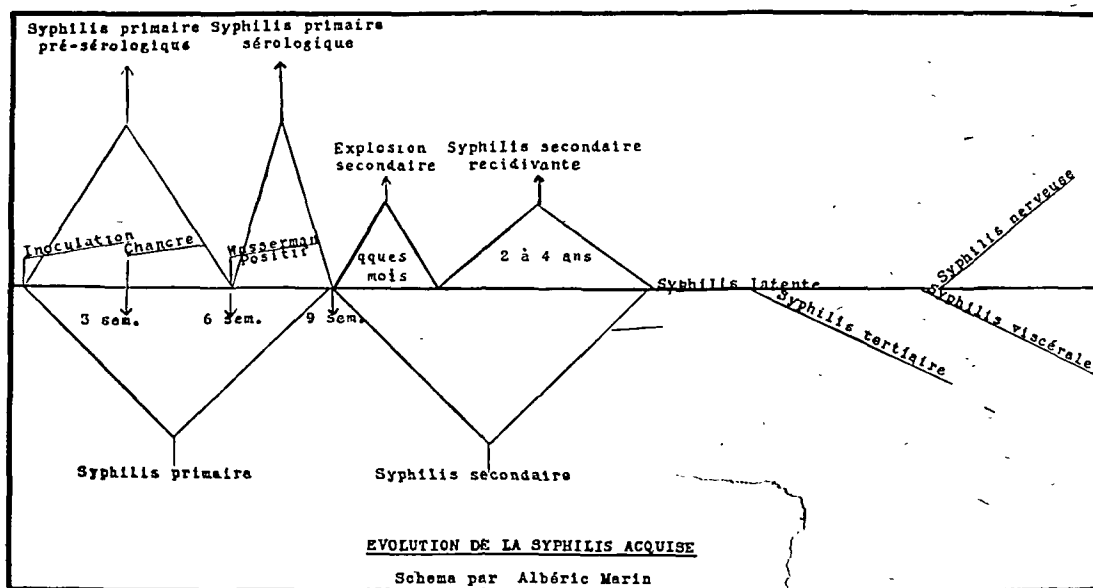 Syphilis primaire
pré-sérologique
Syphilis primaire
sérologique
Explosion
secondaire
Syphilis secondaire
recidivante
Syphilis nerveuse
Inoculation
Chancre
Wasserman
Positif
qques
mois
2 à 4 ans
Syphilis latente
Syphilis tertiaire
Syphilis viscérale
3 sem.
6 sem.
9 sem.
Syphilis primaira
Syphilis secondaire
EVOLUTION DE LA SYPHILIS ACQUISE
Schema par Albéric Marin